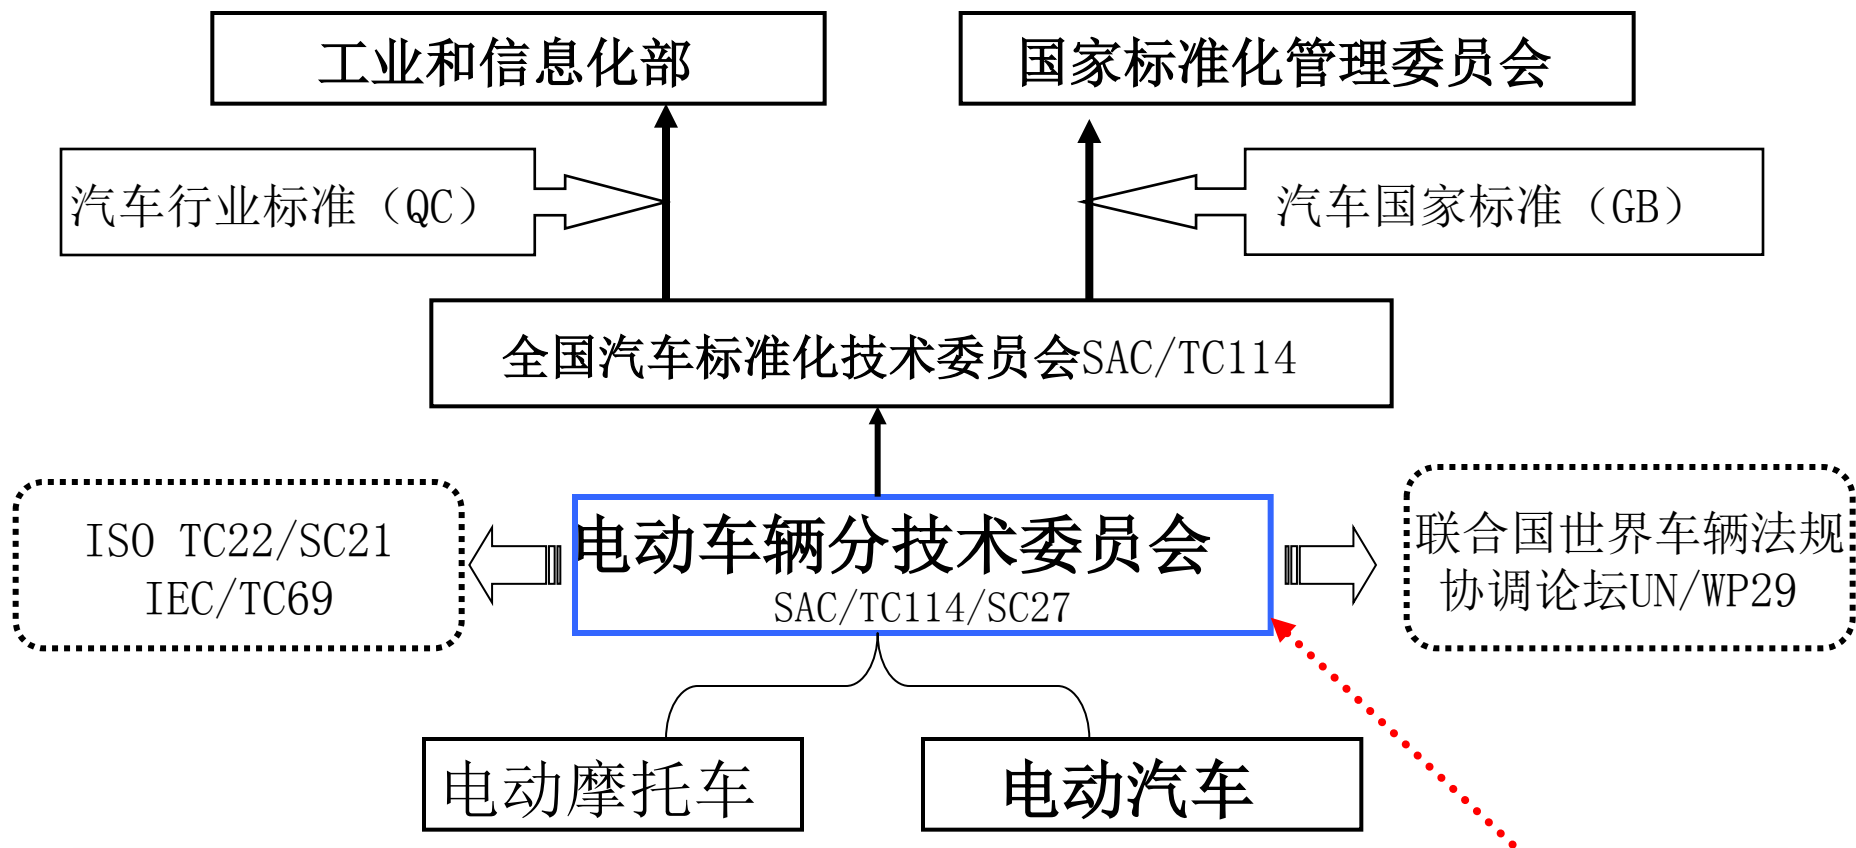 工业和信息化部
国家标准化管理委员会
汽车行业标准（QC）
汽车国家标准（GB）
全国汽车标准化技术委员会SAC/TC114
ISO TC22/SC21
IEC/TC69
电动车辆分技术委员会
SAC/TC114/SC27
联合国世界车辆法规
协调论坛UN/WP29
电动摩托车
电动汽车